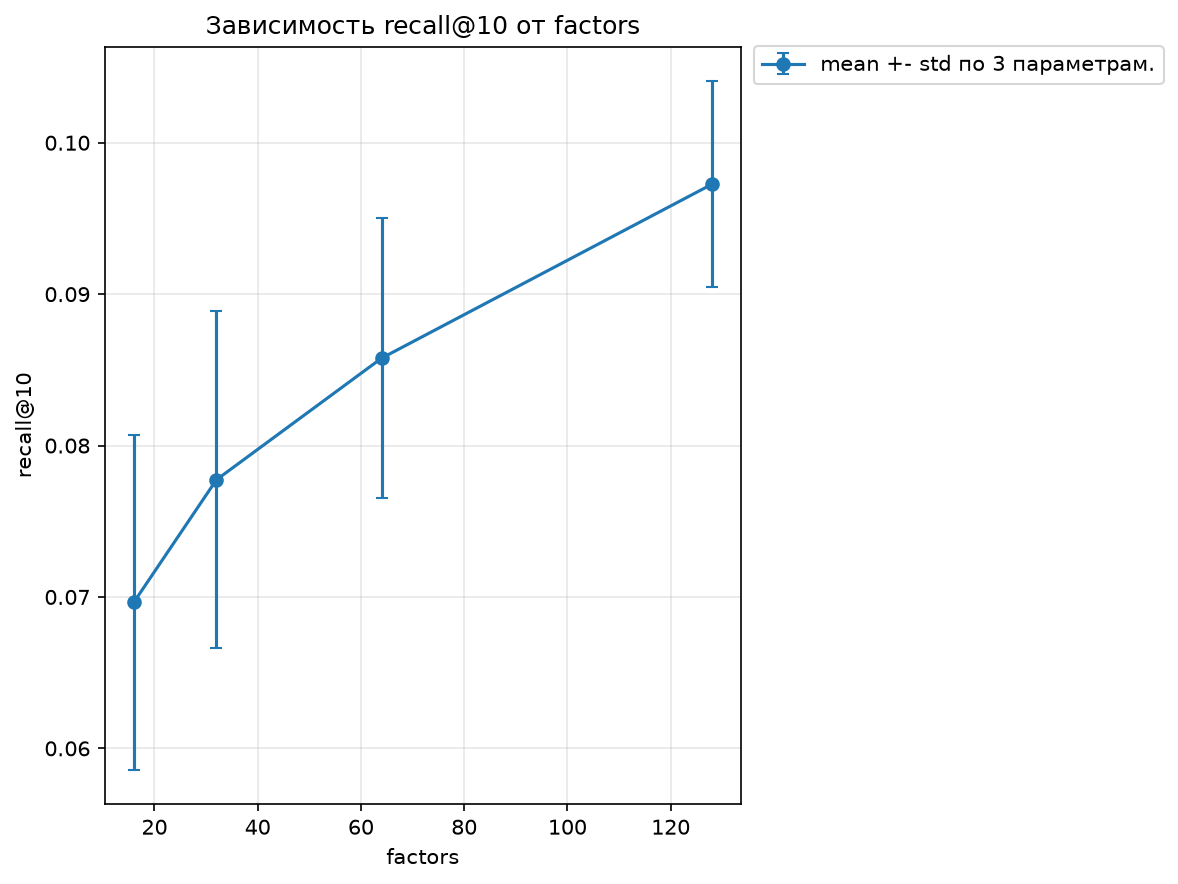 Зависимость recall@10 от factors
mean +- std по 3 параметрам.
recall@10
0.10
0.09
0.08
0.07
0.06
20 40 60 80 100 120
factors